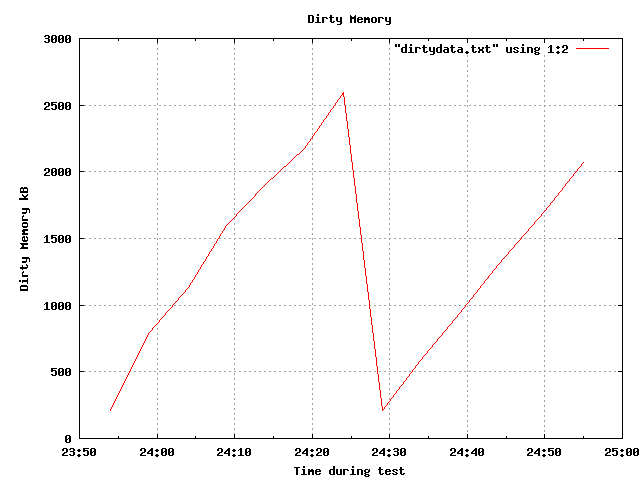 Dirty Memory
"dirtydata.txt" using 1:2
3000
2500
2000
1500
1000
500
0
Dirty Memory kB
23:50 24:00 24:10 24:20 24:30 24:40 24:50 25:00
Time during test